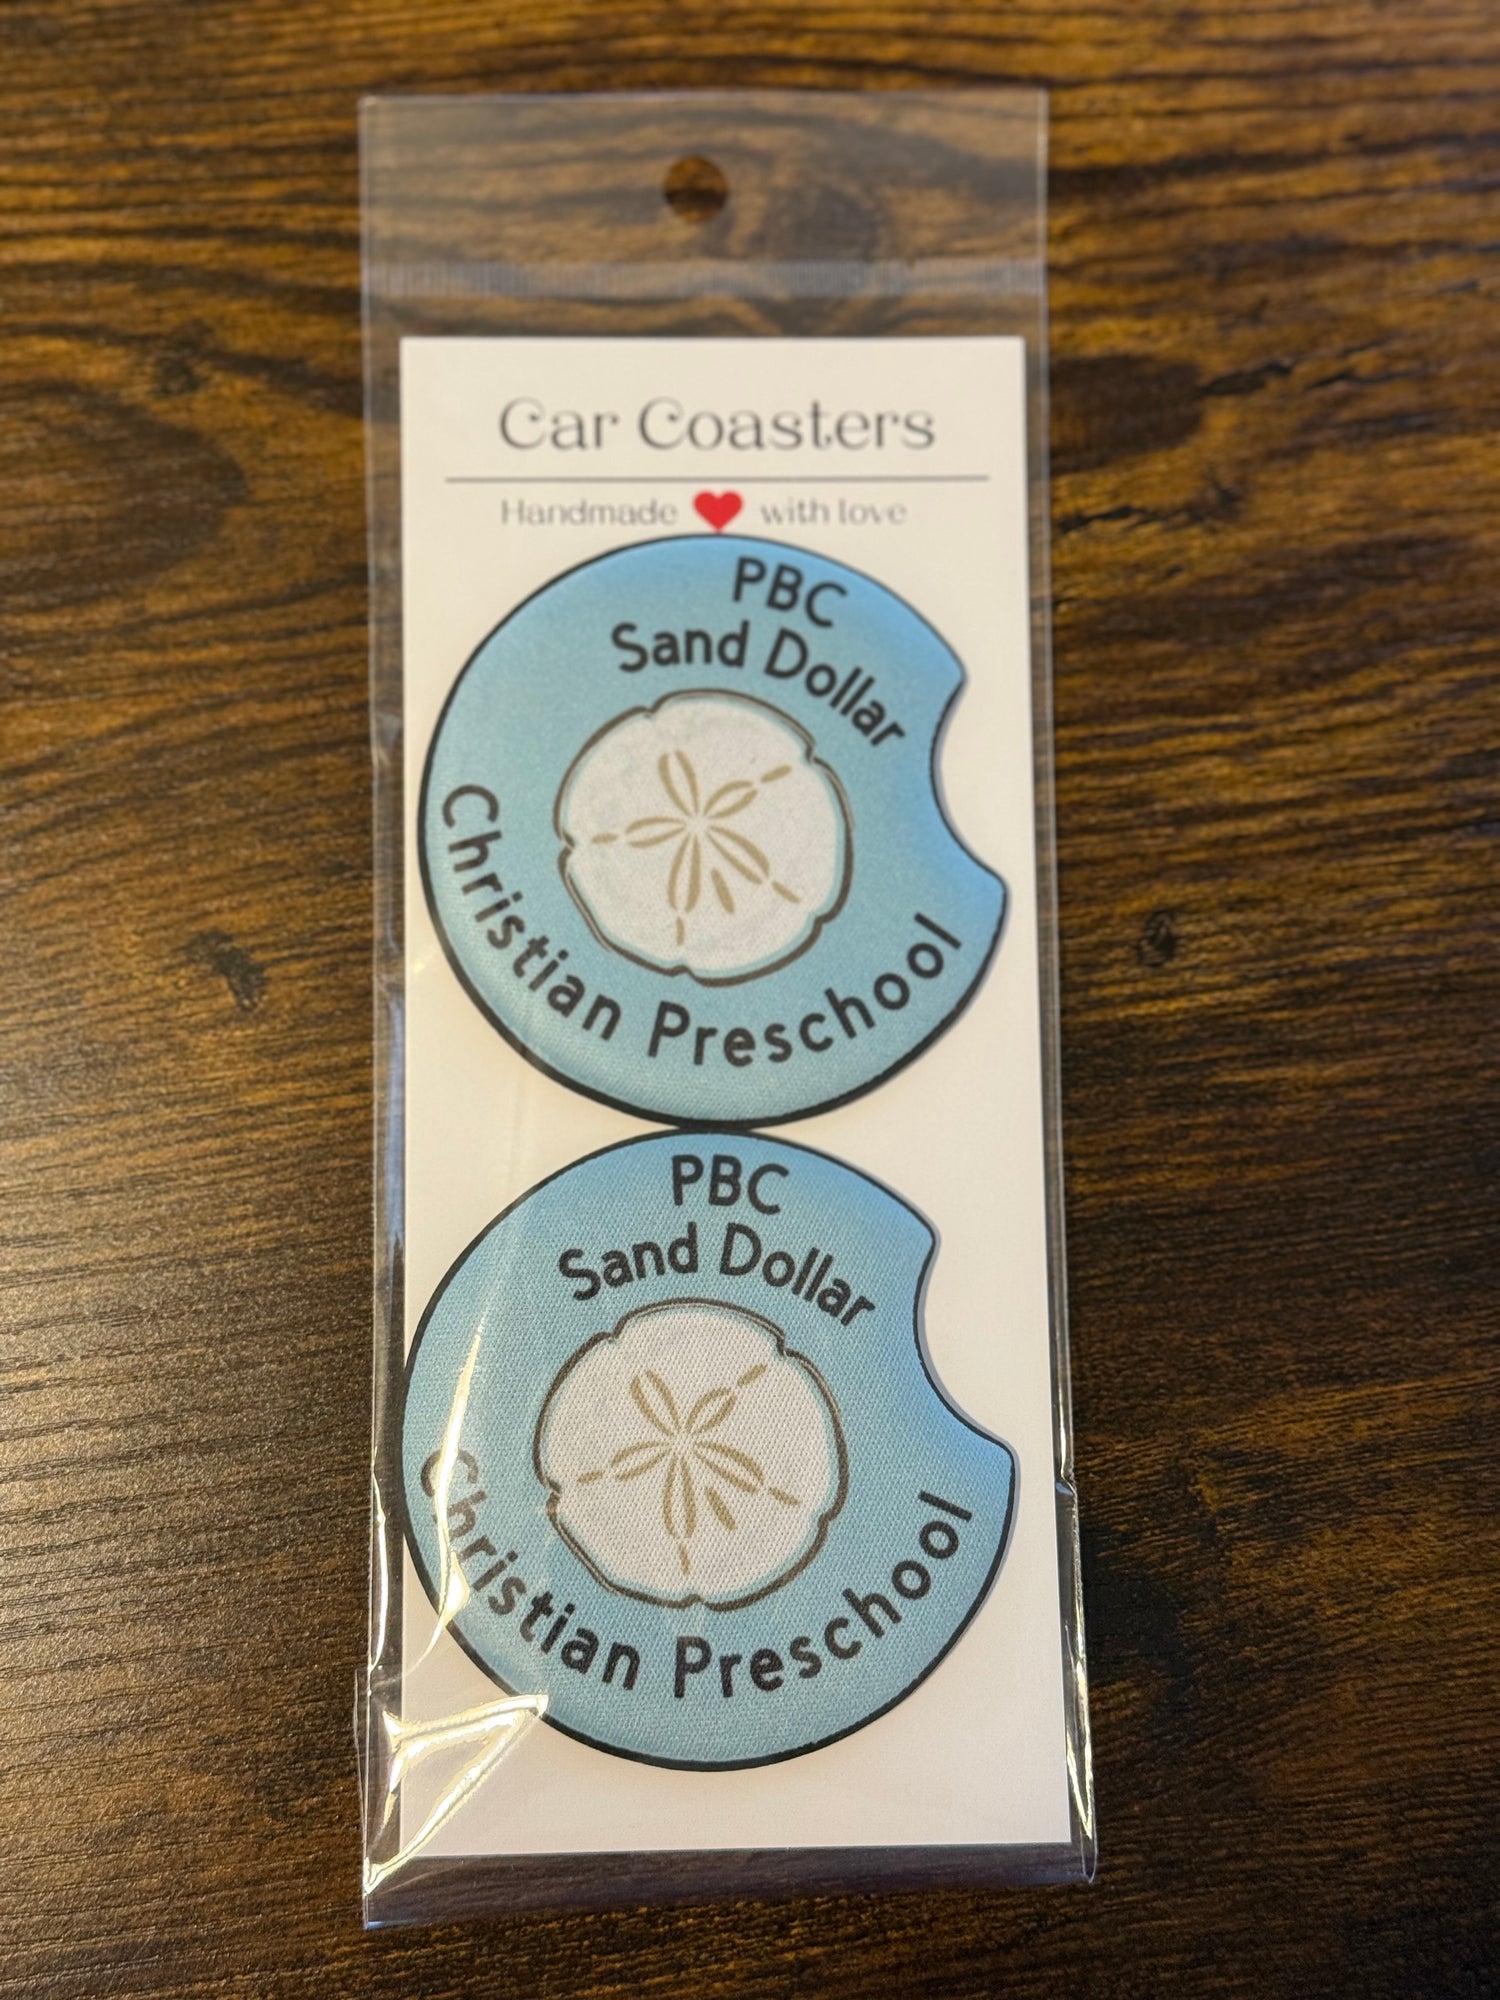 Car Coasters
Handmade with love
PBC
Sand Dollar
Christian Preschool
PBC
Sand Dollar
Christian Preschool